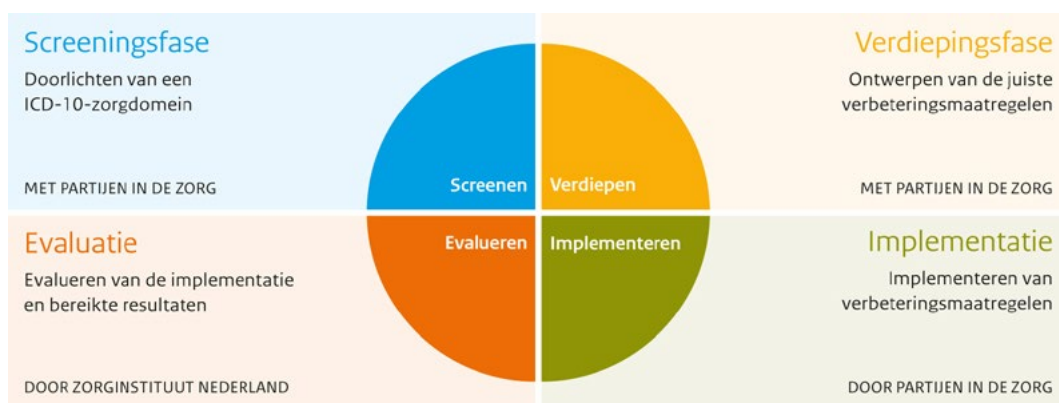 Screeningsfase
Doorlichten van een
ICD-10-zorgdomein
MET PARTIJEN IN DE ZORG
Screenen
Verdiepingsfase
Ontwerpen van de juiste
verbeteringsmaatregelen
MET PARTIJEN IN DE ZORG
Verdiepen
Evaluatie
Evalueren van de implementatie
en bereikte resultaten
DOOR ZORGINSTITUUT NEDERLAND
Evalueren
Implementatie
Implementeren van
verbeteringsmaatregelen
DOOR PARTIJEN IN DE ZORG
Implementeren